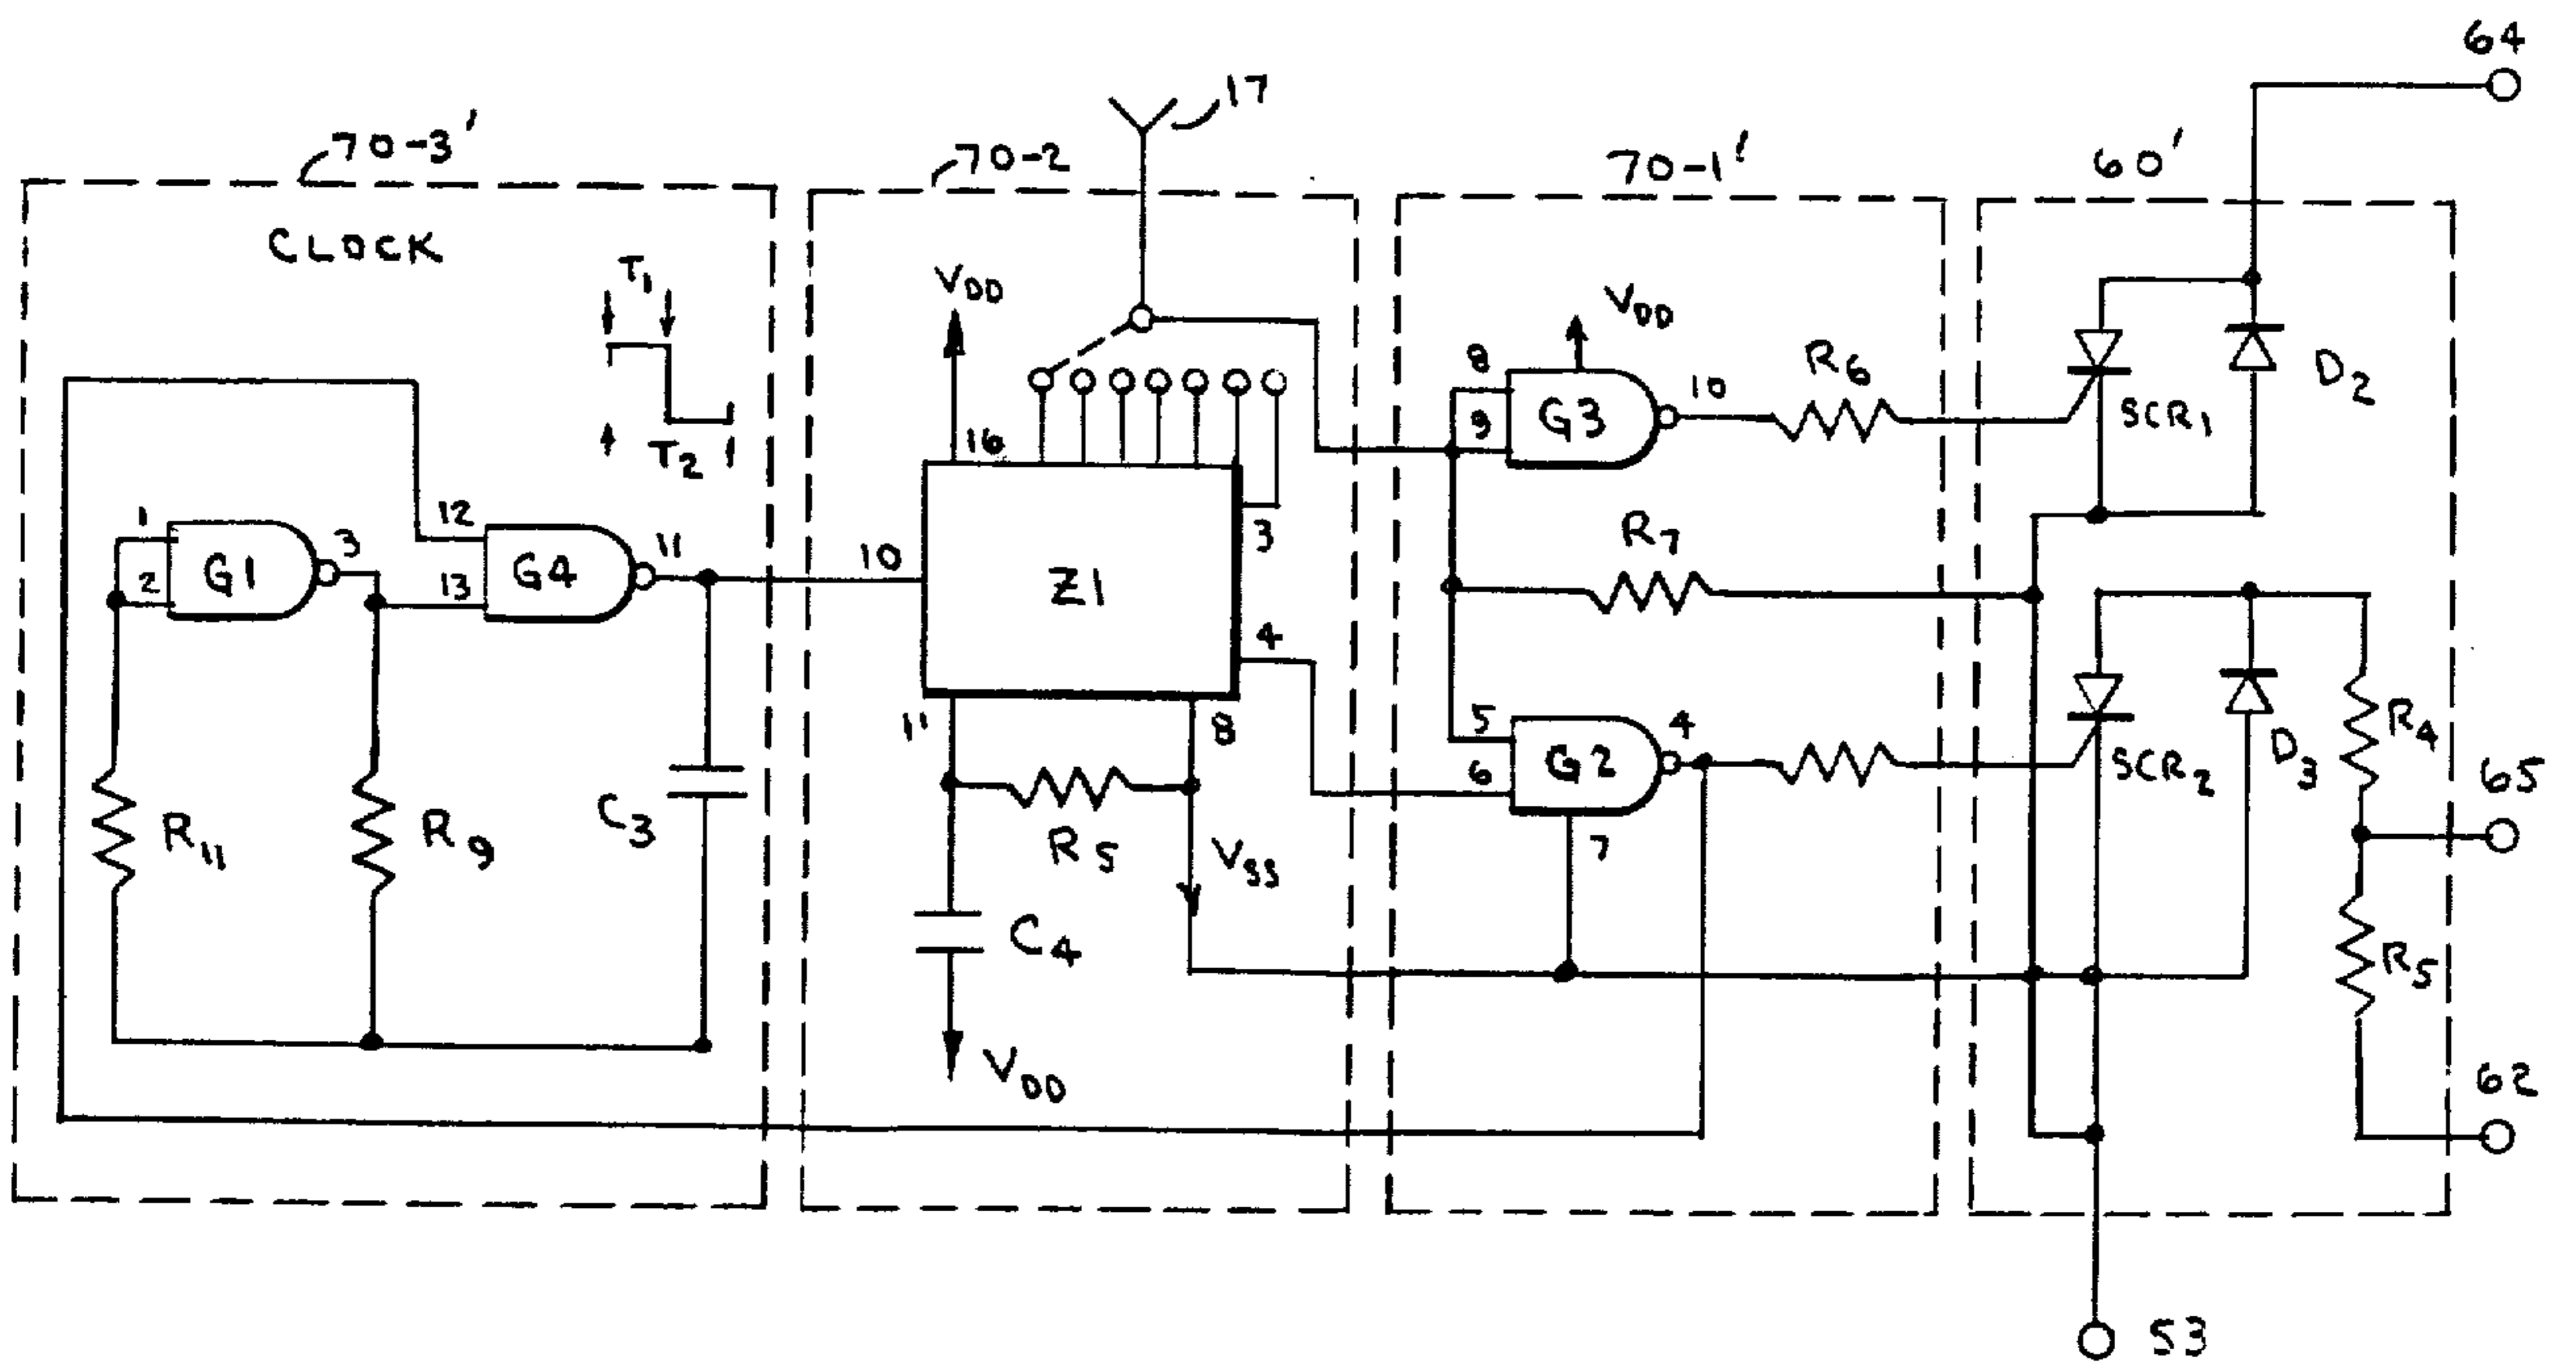 64
17
70-3'
70-2
70-1'
60'
CLOCK
T1
T2
VDD
VDD
16
8
9
G3
10
R6
SCR1
D2
1
2
G1
3
12
13
G4
11
10
Z1
3
4
R7
11
8
5
6
G2
4
7
SCR2
D3
R4
65
R11
R9
C3
R5
VSS
C4
VDD
R5
62
53